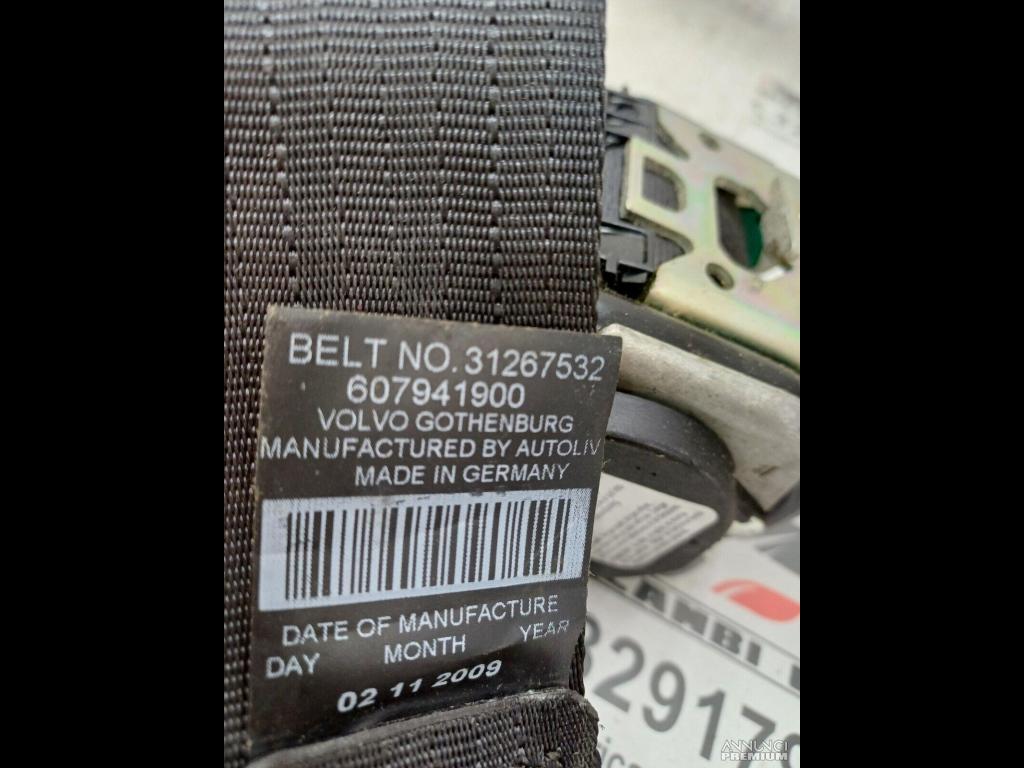 BELT NO. 31267532
607941900
VOLVO GOTHENBURG
MANUFACTURED BY AUTOLIV
MADE IN GERMANY
DATE OF MANUFACTURE
DAY MONTH YEAR
02 11 2009
ANNUNCI
PREMIUM